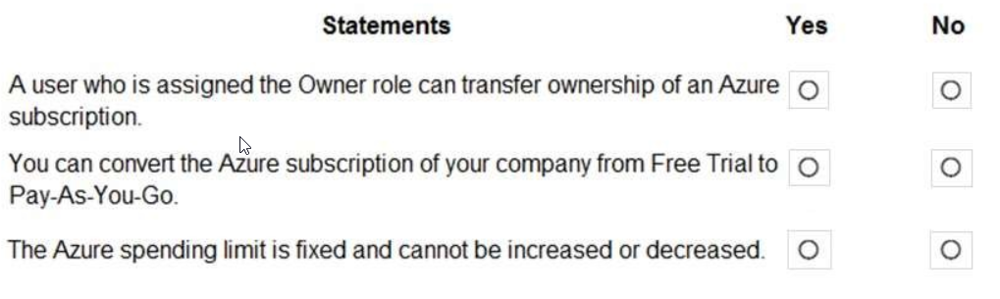 Statements Yes No
A user who is assigned the Owner role can transfer ownership of an Azure
subscription.
You can convert the Azure subscription of your company from Free Trial to
Pay-As-You-Go.
The Azure spending limit is fixed and cannot be increased or decreased.